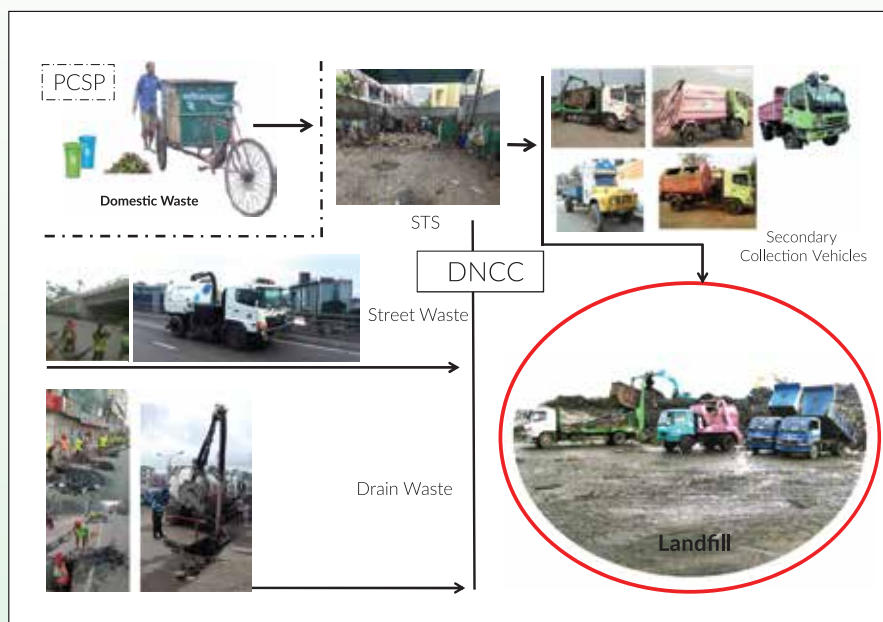 PCSP
Domestic Waste
STS
Secondary
Collection Vehicles
DNCC
Street Waste
Drain Waste
Landfill